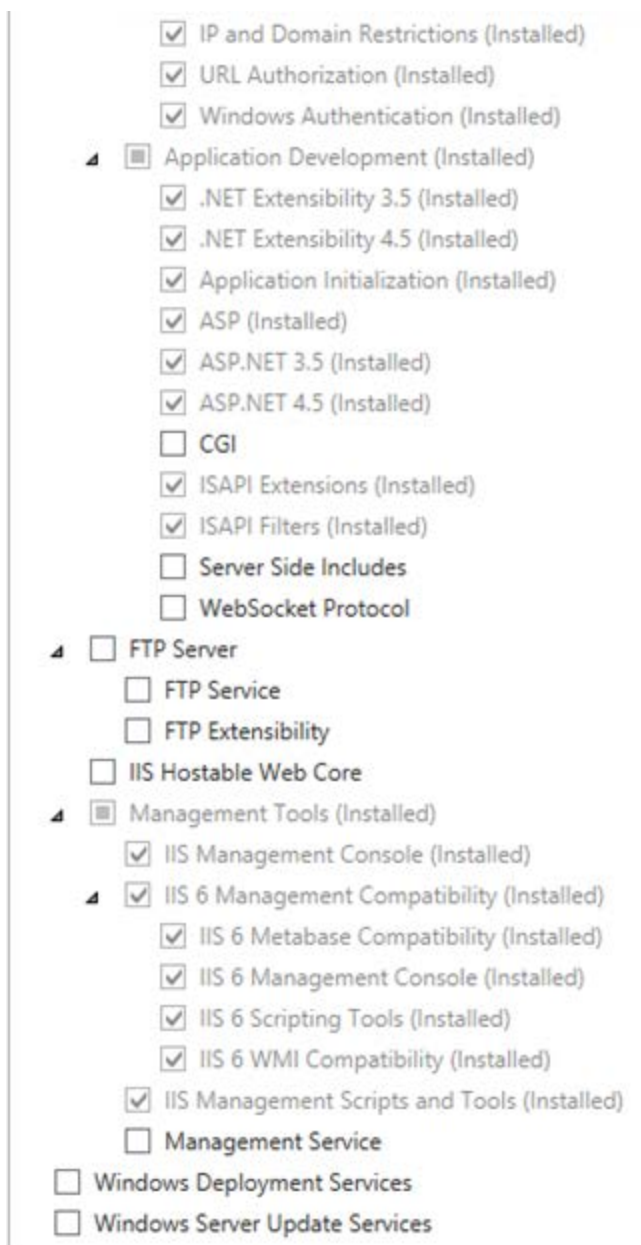 IP and Domain Restrictions (Installed)
URL Authorization (Installed)
Windows Authentication (Installed)
Application Development (Installed)
.NET Extensibility 3.5 (Installed)
.NET Extensibility 4.5 (Installed)
Application Initialization (Installed)
ASP (Installed)
ASP.NET 3.5 (Installed)
ASP.NET 4.5 (Installed)
CGI
ISAPI Extensions (Installed)
ISAPI Filters (Installed)
Server Side Includes
WebSocket Protocol
FTP Server
FTP Service
FTP Extensibility
IIS Hostable Web Core
Management Tools (Installed)
IIS Management Console (Installed)
IIS 6 Management Compatibility (Installed)
IIS 6 Metabase Compatibility (Installed)
IIS 6 Management Console (Installed)
IIS 6 Scripting Tools (Installed)
IIS 6 WMI Compatibility (Installed)
IIS Management Scripts and Tools (Installed)
Management Service
Windows Deployment Services
Windows Server Update Services